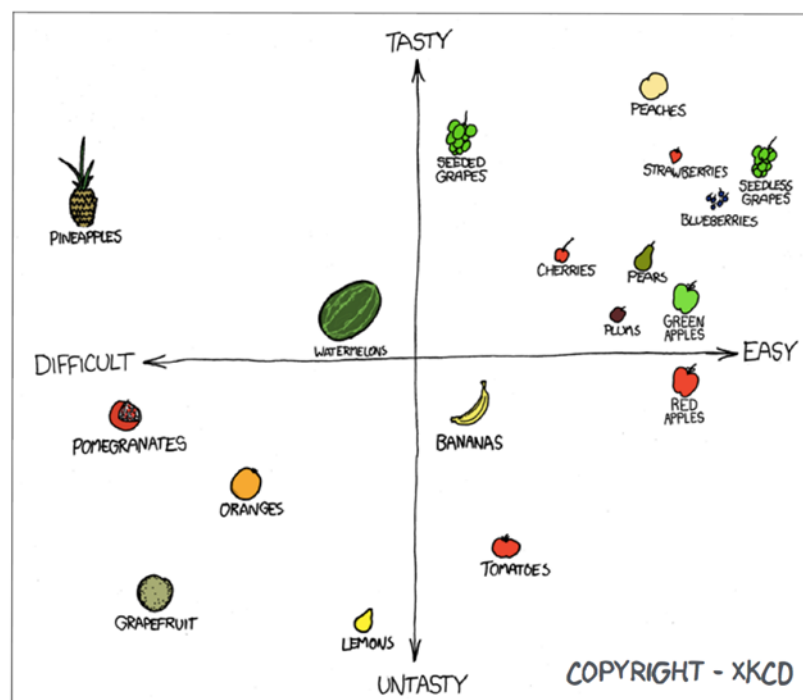 TASTY
PEACHES
SEEDED
GRAPES
STRAWBERRIES
SEEDLESS
GRAPES
BLUEBERRIES
PINEAPPLES
CHERRIES
PEARS
PLUMS
GREEN
APPLES
WATERMELONS
DIFFICULT
EASY
RED
APPLES
POMEGRANATES
BANANAS
ORANGES
TOMATOES
GRAPEFRUIT
LEMONS
UNTASTY
COPYRIGHT - XKCD